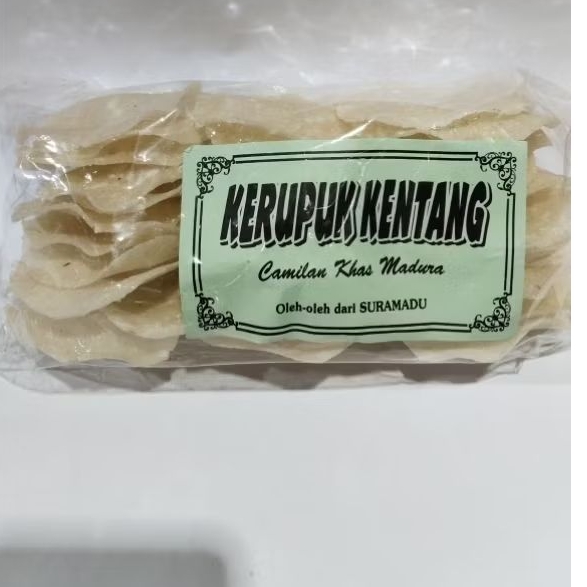 KERUPUK KENTANG
Camilan Khas Madura
Oleh-oleh dari SURAMADU